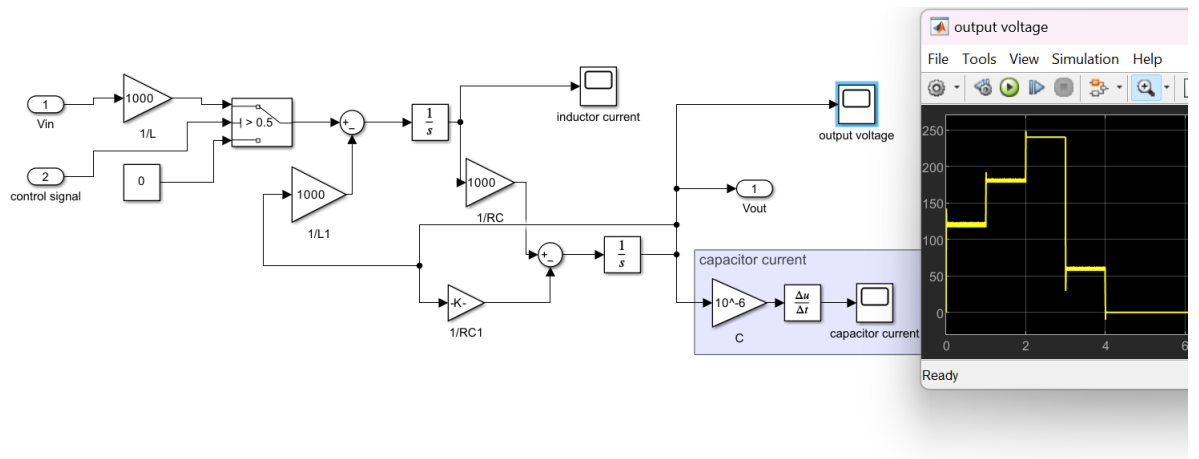 1
Vin
1000
1/L
2
control signal
0
> 0.5
+
−
1000
1/L1
1
s
inductor current
1000
1/RC
+
−
1
s
-K-
1/RC1
output voltage
1
Vout
capacitor current
10^-6
C
Δu
Δt
capacitor current
output voltage
File Tools View Simulation Help
250
200
150
100
50
0
0 2 4 6
Ready